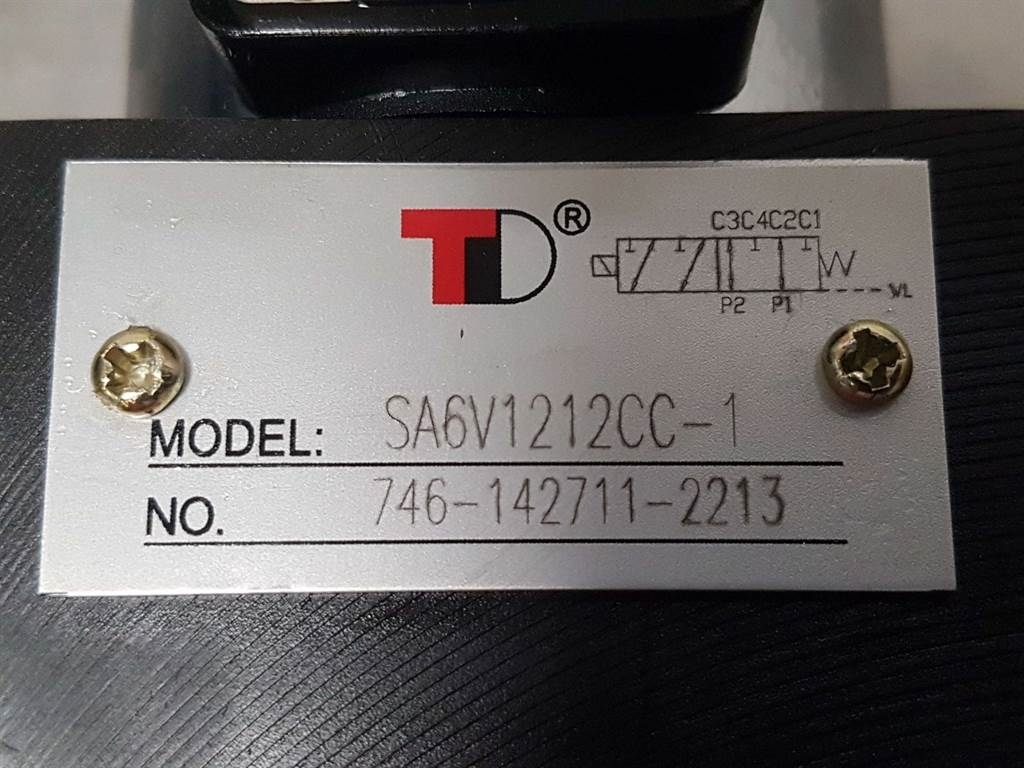 TD®
C3C4C2C1
P2 P1
VL
MODEL: SA6V1212CC-1
NO. 746-142711-2213